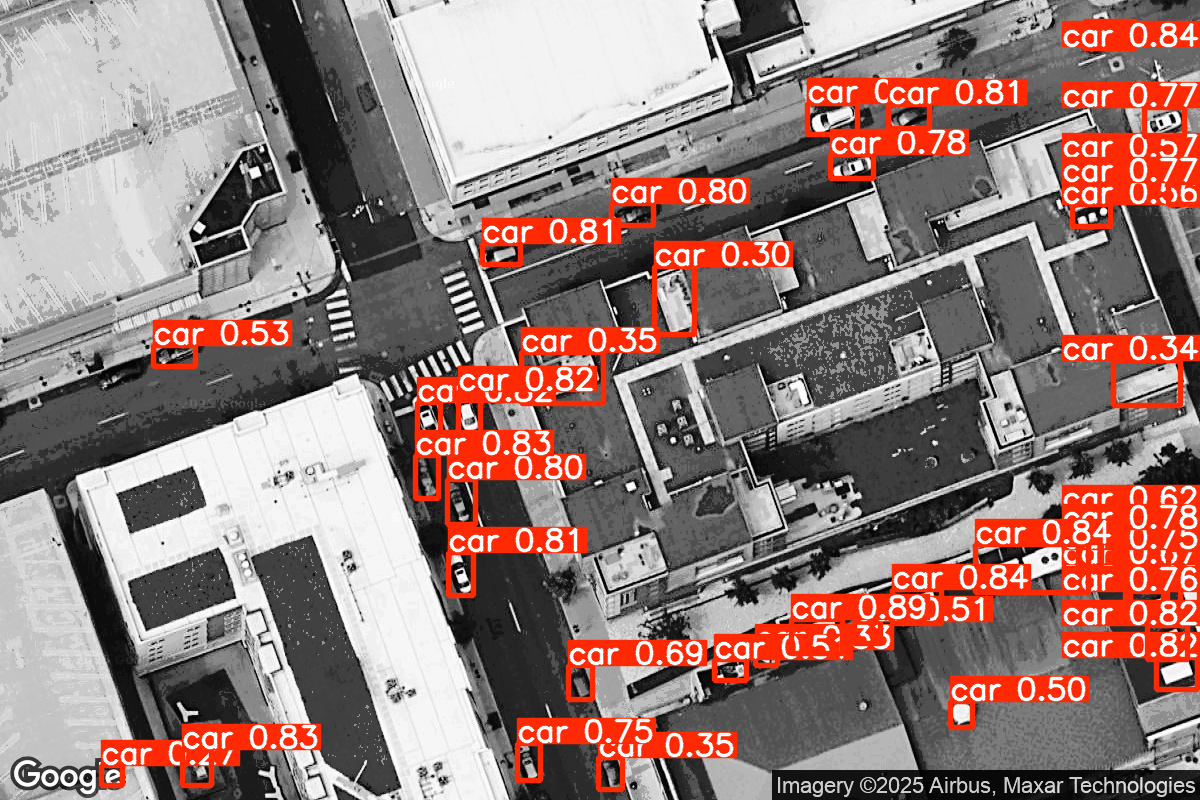 car 0.84
car 0.81
car 0.77
car 0.78
car 0.57
car 0.77
car 0.80
car 0.81
car 0.30
car 0.53
car 0.35
car 0.34
car 0.82
car 0.83
car 0.80
car 0.62
car 0.78
car 0.84
car 0.81
car 0.84
car 0.76
car 0.89
car 0.82
car 0.69
car 0.82
car 0.50
car 0.75
car 0.83
car 0.35
Google
Imagery ©2025 Airbus, Maxar Technologies